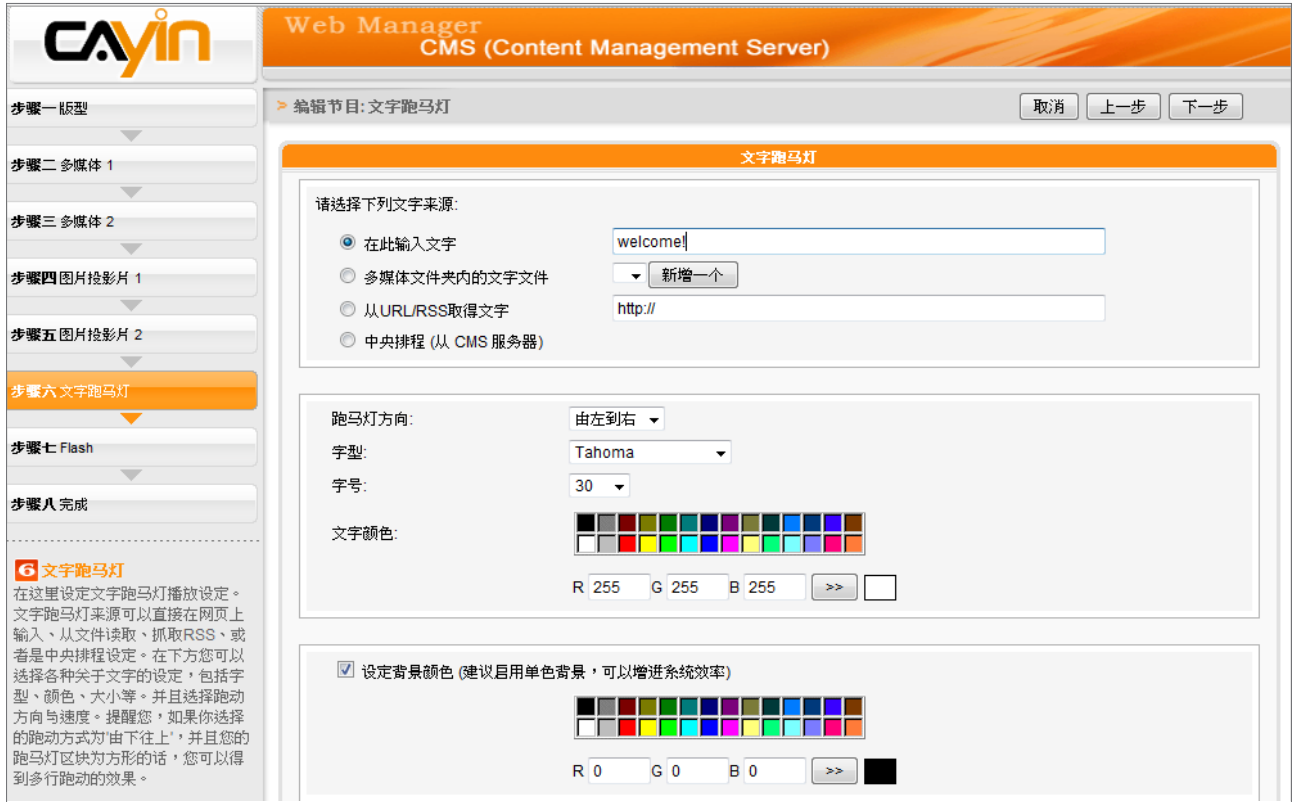 CAYIN
Web Manager
CMS (Content Management Server)
步骤一 版型
步骤二 多媒体 1
步骤三 多媒体 2
步骤四 图片投影片 1
步骤五 图片投影片 2
步骤六 文字跑马灯
步骤七 Flash
步骤八 完成
6 文字跑马灯
在这里设定文字跑马灯播放设定。
文字跑马灯来源可以直接在网页上
输入、从文件读取、抓取RSS、或
者是中央排程设定。在下方您可以
选择各种关于文字的设定，包括字
型、颜色、大小等。并且选择跑动
方向与速度。提醒您，如果你选择
的跑动方式为'由下往上'，并且您的
跑马灯区块为方形的话，您可以得
到多行跑动的效果。
> 编辑节目: 文字跑马灯
取消 上一步 下一步
文字跑马灯
请选择下列文字来源:
在此输入文字 welcome!
多媒体文件夹内的文字文件 新增一个
从URL/RSS取得文字 http://
中央排程 (从 CMS 服务器)
跑马灯方向: 由左到右
字型: Tahoma
字号: 30
文字颜色:
R 255 G 255 B 255 >>
设定背景颜色 (建议启用单色背景，可以增进系统效率)
R 0 G 0 B 0 >>